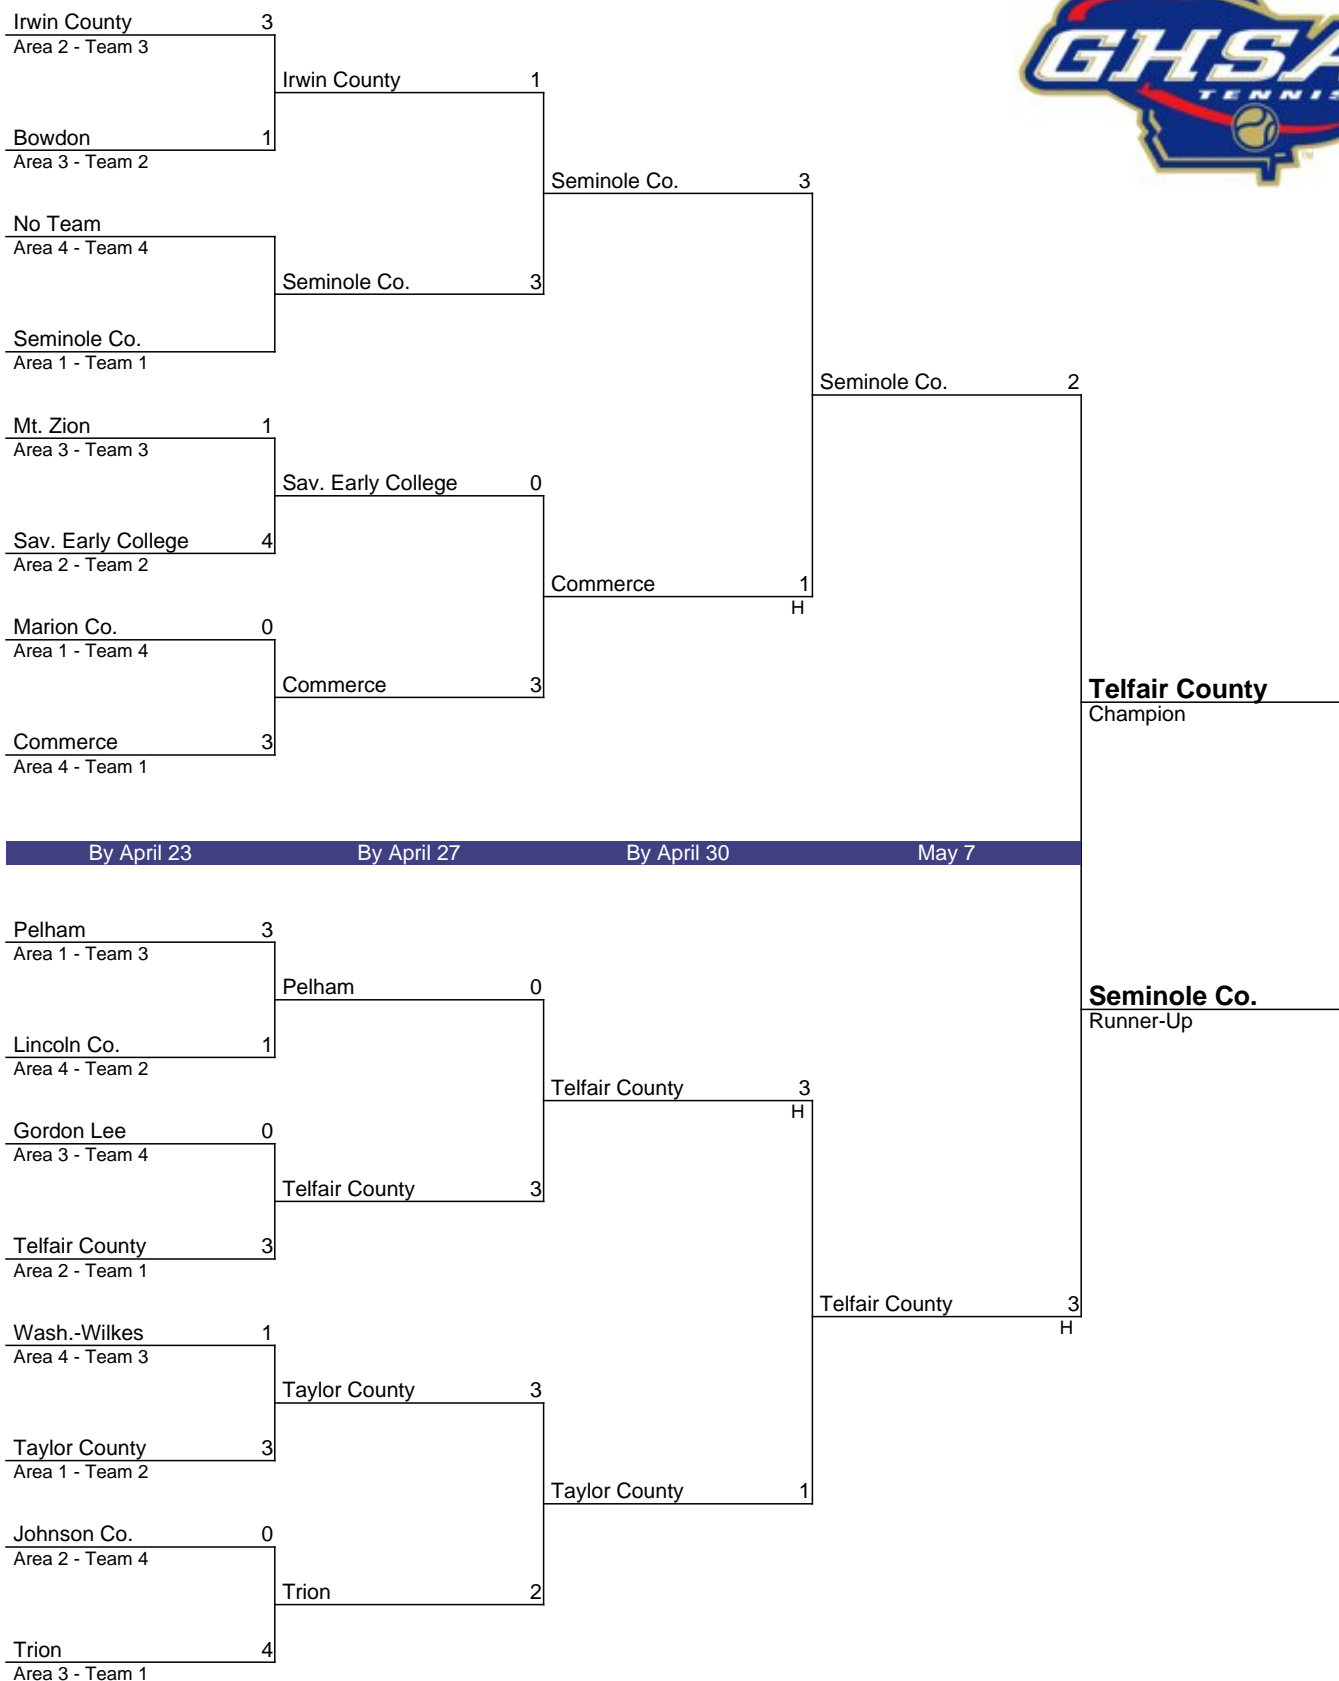 GHSA
TENNIS
Irwin County 3
Area 2 - Team 3
Irwin County 1
Bowdon 1
Area 3 - Team 2
Seminole Co. 3
No Team
Area 4 - Team 4
Seminole Co. 3
Seminole Co.
Area 1 - Team 1
Seminole Co. 2
Mt. Zion 1
Area 3 - Team 3
Sav. Early College 0
Sav. Early College 4
Area 2 - Team 2
Commerce 1
H
Marion Co. 0
Area 1 - Team 4
Commerce 3
Telfair County
Champion
Commerce 3
Area 4 - Team 1
By April 23 By April 27 By April 30 May 7
Pelham 3
Area 1 - Team 3
Pelham 0
Seminole Co.
Runner-Up
Lincoln Co. 1
Area 4 - Team 2
Telfair County 3
H
Gordon Lee 0
Area 3 - Team 4
Telfair County 3
Telfair County 3
Area 2 - Team 1
Telfair County 3
H
Wash.-Wilkes 1
Area 4 - Team 3
Taylor County 3
Taylor County 3
Area 1 - Team 2
Taylor County 1
Johnson Co. 0
Area 2 - Team 4
Trion 2
Trion 4
Area 3 - Team 1